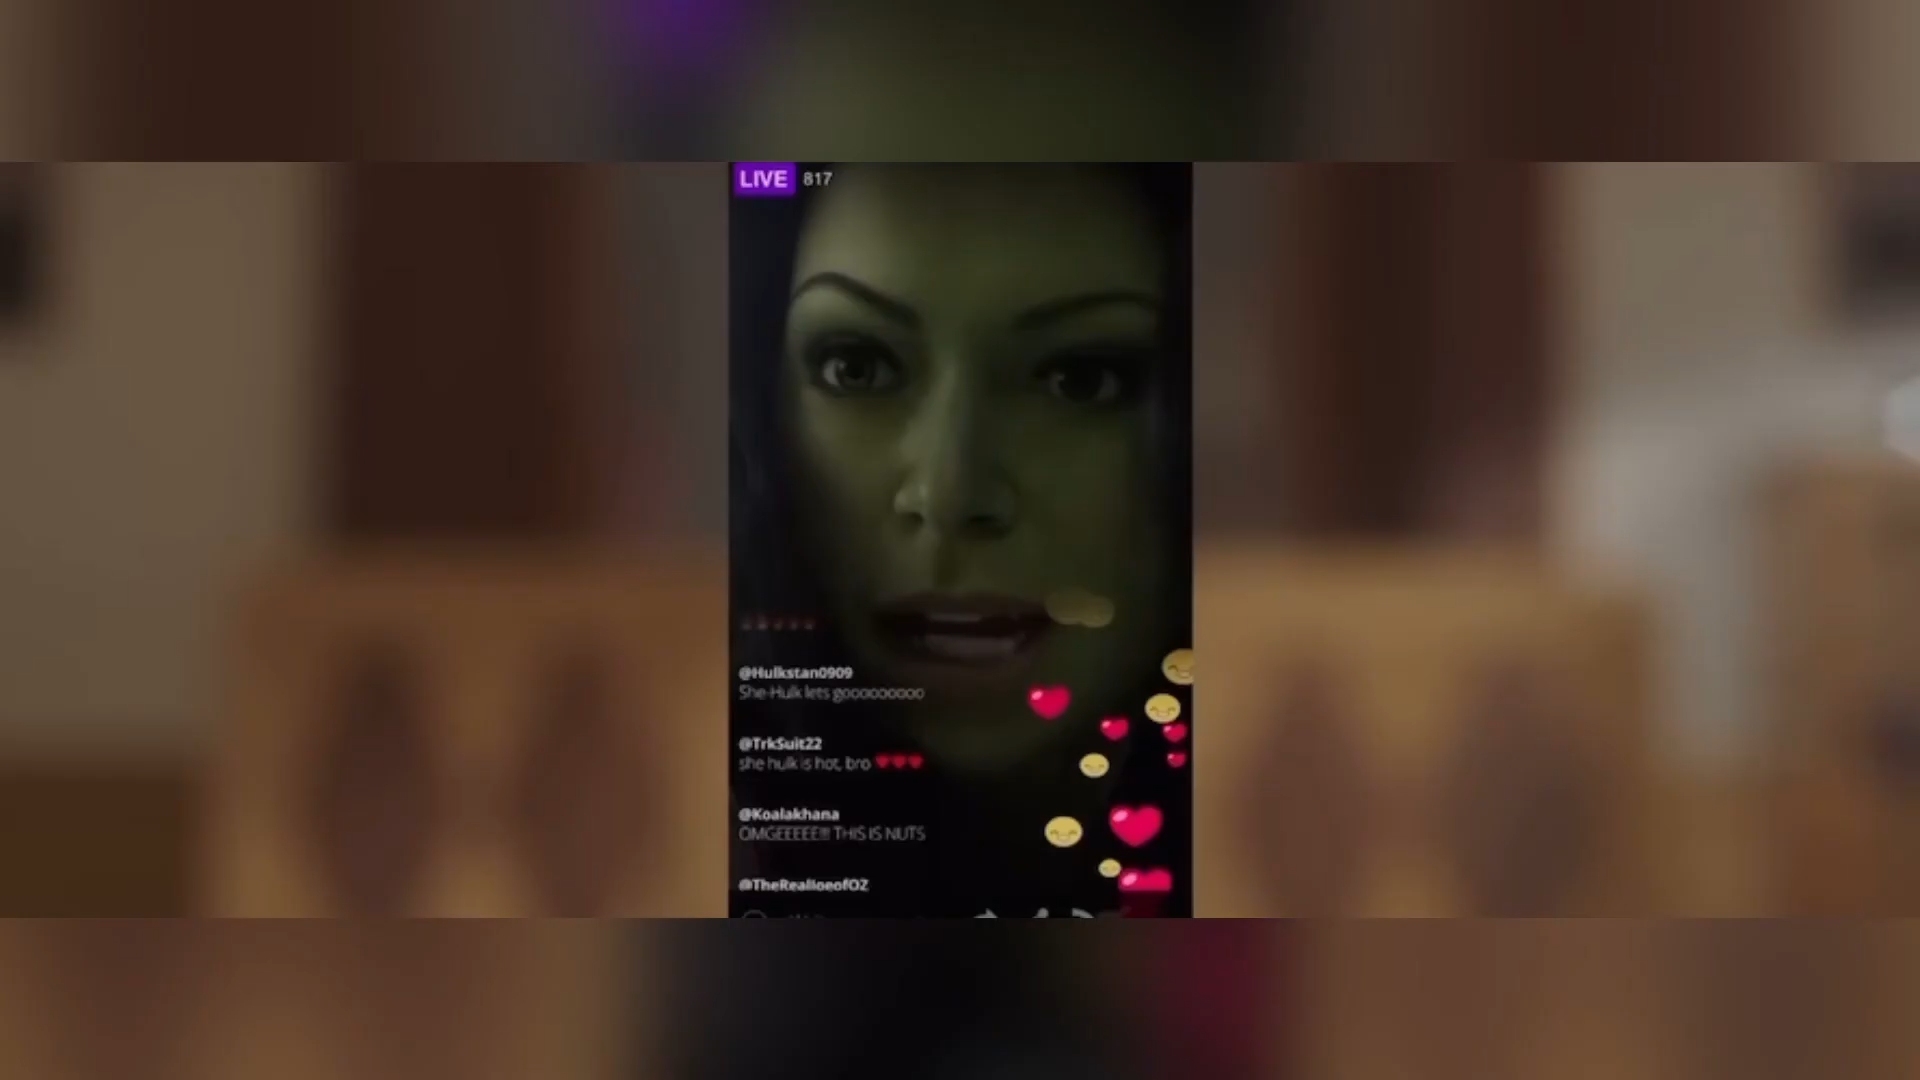 LIVE 817
@Hulkstan0909
She-Hulk lets gooooooooo
@TrkSuit22
she hulk is hot, bro ♥♥♥
@Koalakhana
OMGEEEEE!!! THIS IS NUTS
@TheRealJoeofOZ